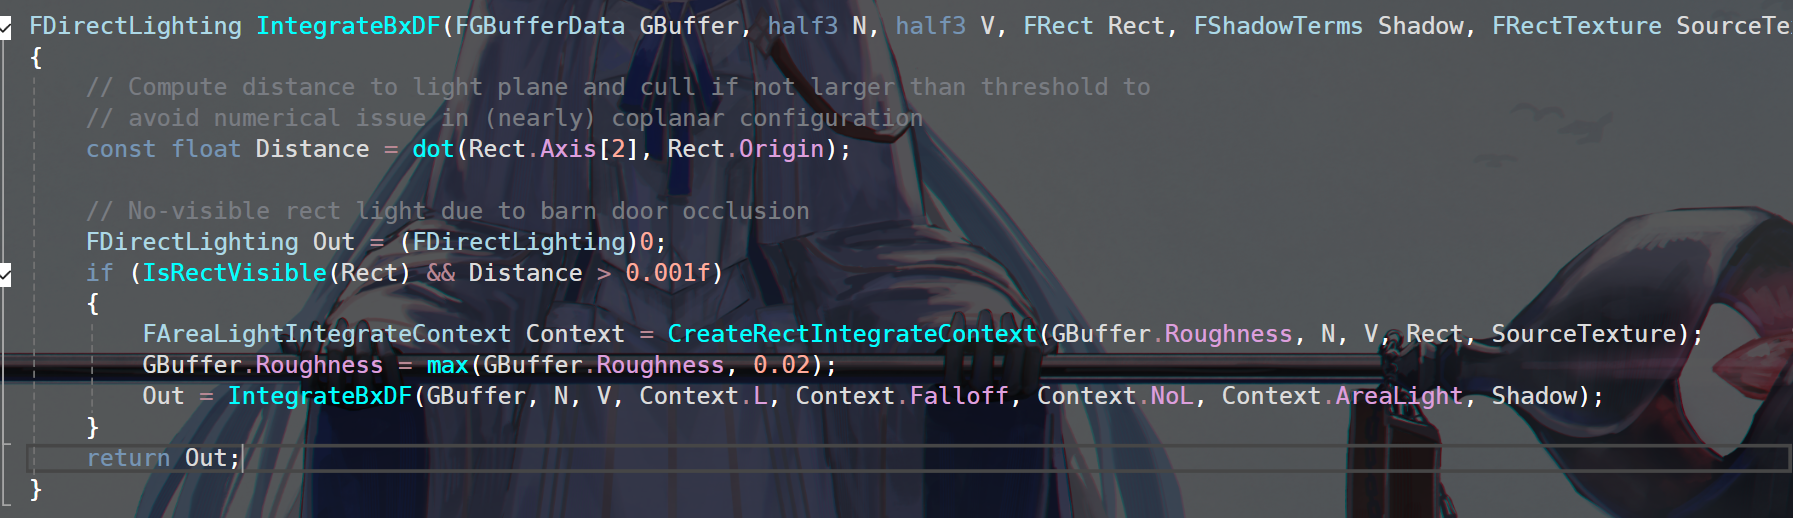 FDirectLighting IntegrateBxDF(FGBufferData GBuffer, half3 N, half3 V, FRect Rect, FShadowTerms Shadow, FRectTexture SourceTe
{
// Compute distance to light plane and cull if not larger than threshold to
// avoid numerical issue in (nearly) coplanar configuration
const float Distance = dot(Rect.Axis[2], Rect.Origin);
// No-visible rect light due to barn door occlusion
FDirectLighting Out = (FDirectLighting)0;
if (IsRectVisible(Rect) && Distance > 0.001f)
{
FAreaLightIntegrateContext Context = CreateRectIntegrateContext(GBuffer.Roughness, N, V, Rect, SourceTexture);
GBuffer.Roughness = max(GBuffer.Roughness, 0.02);
Out = IntegrateBxDF(GBuffer, N, V, Context.L, Context.Falloff, Context.NoL, Context.AreaLight, Shadow);
}
return Out;
}